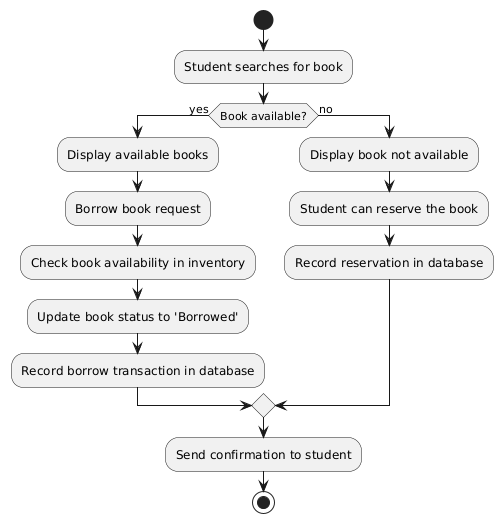 Student searches for book
yes
Book available?
no
Display available books
Display book not available
Borrow book request
Student can reserve the book
Check book availability in inventory
Record reservation in database
Update book status to 'Borrowed'
Record borrow transaction in database
Send confirmation to student